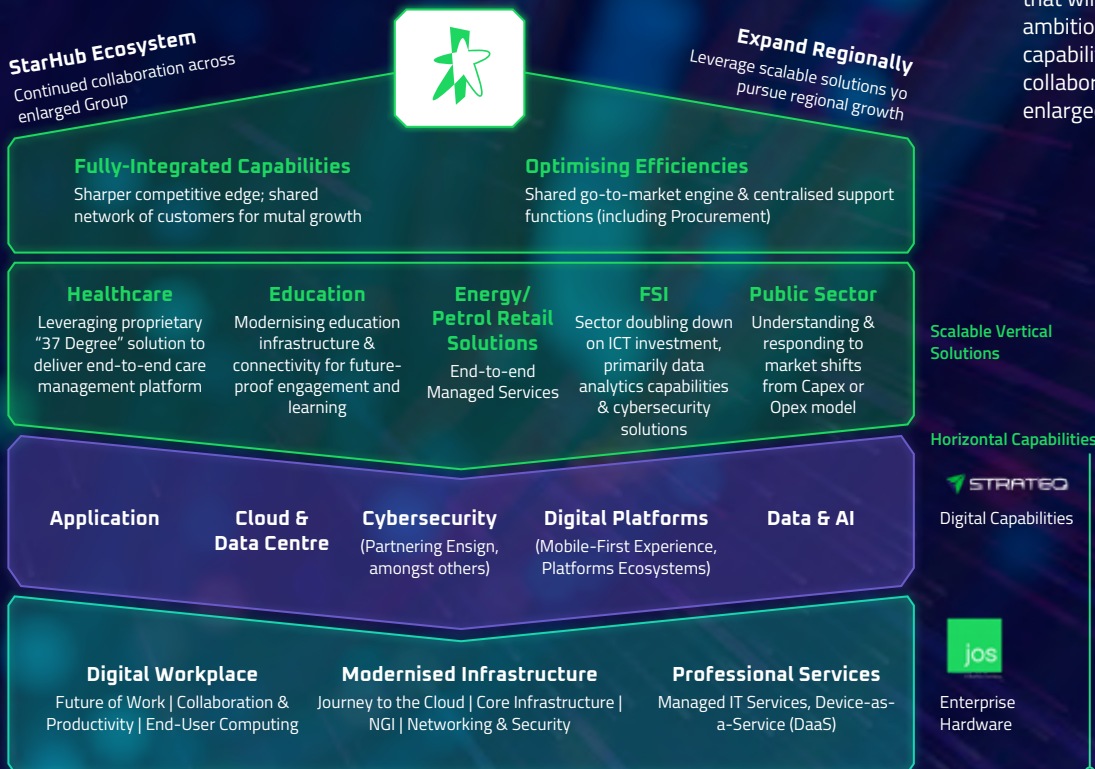 StarHub Ecosystem
Continued collaboration across
enlarged Group
Expand Regionally
Leverage scalable solutions yo
pursue regional growth
ambitio
capabili
collabor
enlarge
Fully-Integrated Capabilities
Sharper competitive edge; shared
network of customers for mutal growth
Optimising Efficiencies
Shared go-to-market engine & centralised support
functions (including Procurement)
Healthcare
Leveraging proprietary
“37 Degree” solution to
deliver end-to-end care
management platform
Education
Modernising education
infrastructure &
connectivity for future-
proof engagement and
learning
Energy/
Petrol Retail
Solutions
End-to-end
Managed Services
FSI
Sector doubling down
on ICT investment,
primarily data
analytics capabilities
& cybersecurity
solutions
Public Sector
Understanding &
responding to
market shifts
from Capex or
Opex model
Scalable Vertical
Solutions
Horizontal Capabilities
STRATEQ
Digital Capabilities
Application
Cloud &
Data Centre
Cybersecurity
(Partnering Ensign,
amongst others)
Digital Platforms
(Mobile-First Experience,
Platforms Ecosystems)
Data & AI
Digital Workplace
Future of Work | Collaboration &
Productivity | End-User Computing
Modernised Infrastructure
Journey to the Cloud | Core Infrastructure |
NGI | Networking & Security
Professional Services
Managed IT Services, Device-as-
a-Service (DaaS)
jos
Enterprise
Hardware